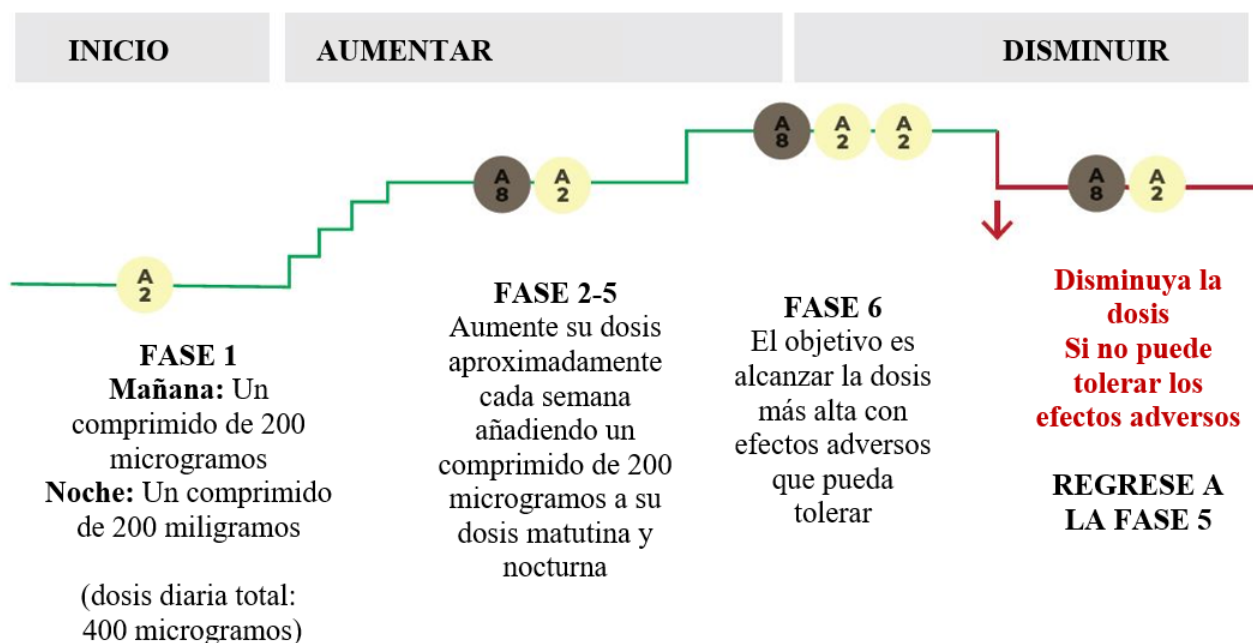 INICIO
AUMENTAR
DISMINUIR
A
2
A
8
A
2
A
8
A
2
A
2
A
8
A
2
FASE 1
Mañana: Un
comprimido de 200
microgramos
Noche: Un comprimido
de 200 miligramos
(dosis diaria total:
400 microgramos)
FASE 2-5
Aumente su dosis
aproximadamente
cada semana
añadiendo un
comprimido de 200
microgramos a su
dosis matutina y
nocturna
FASE 6
El objetivo es
alcanzar la dosis
más alta con
efectos adversos
que pueda
tolerar
Disminuya la
dosis
Si no puede
tolerar los
efectos adversos
REGRESE A
LA FASE 5